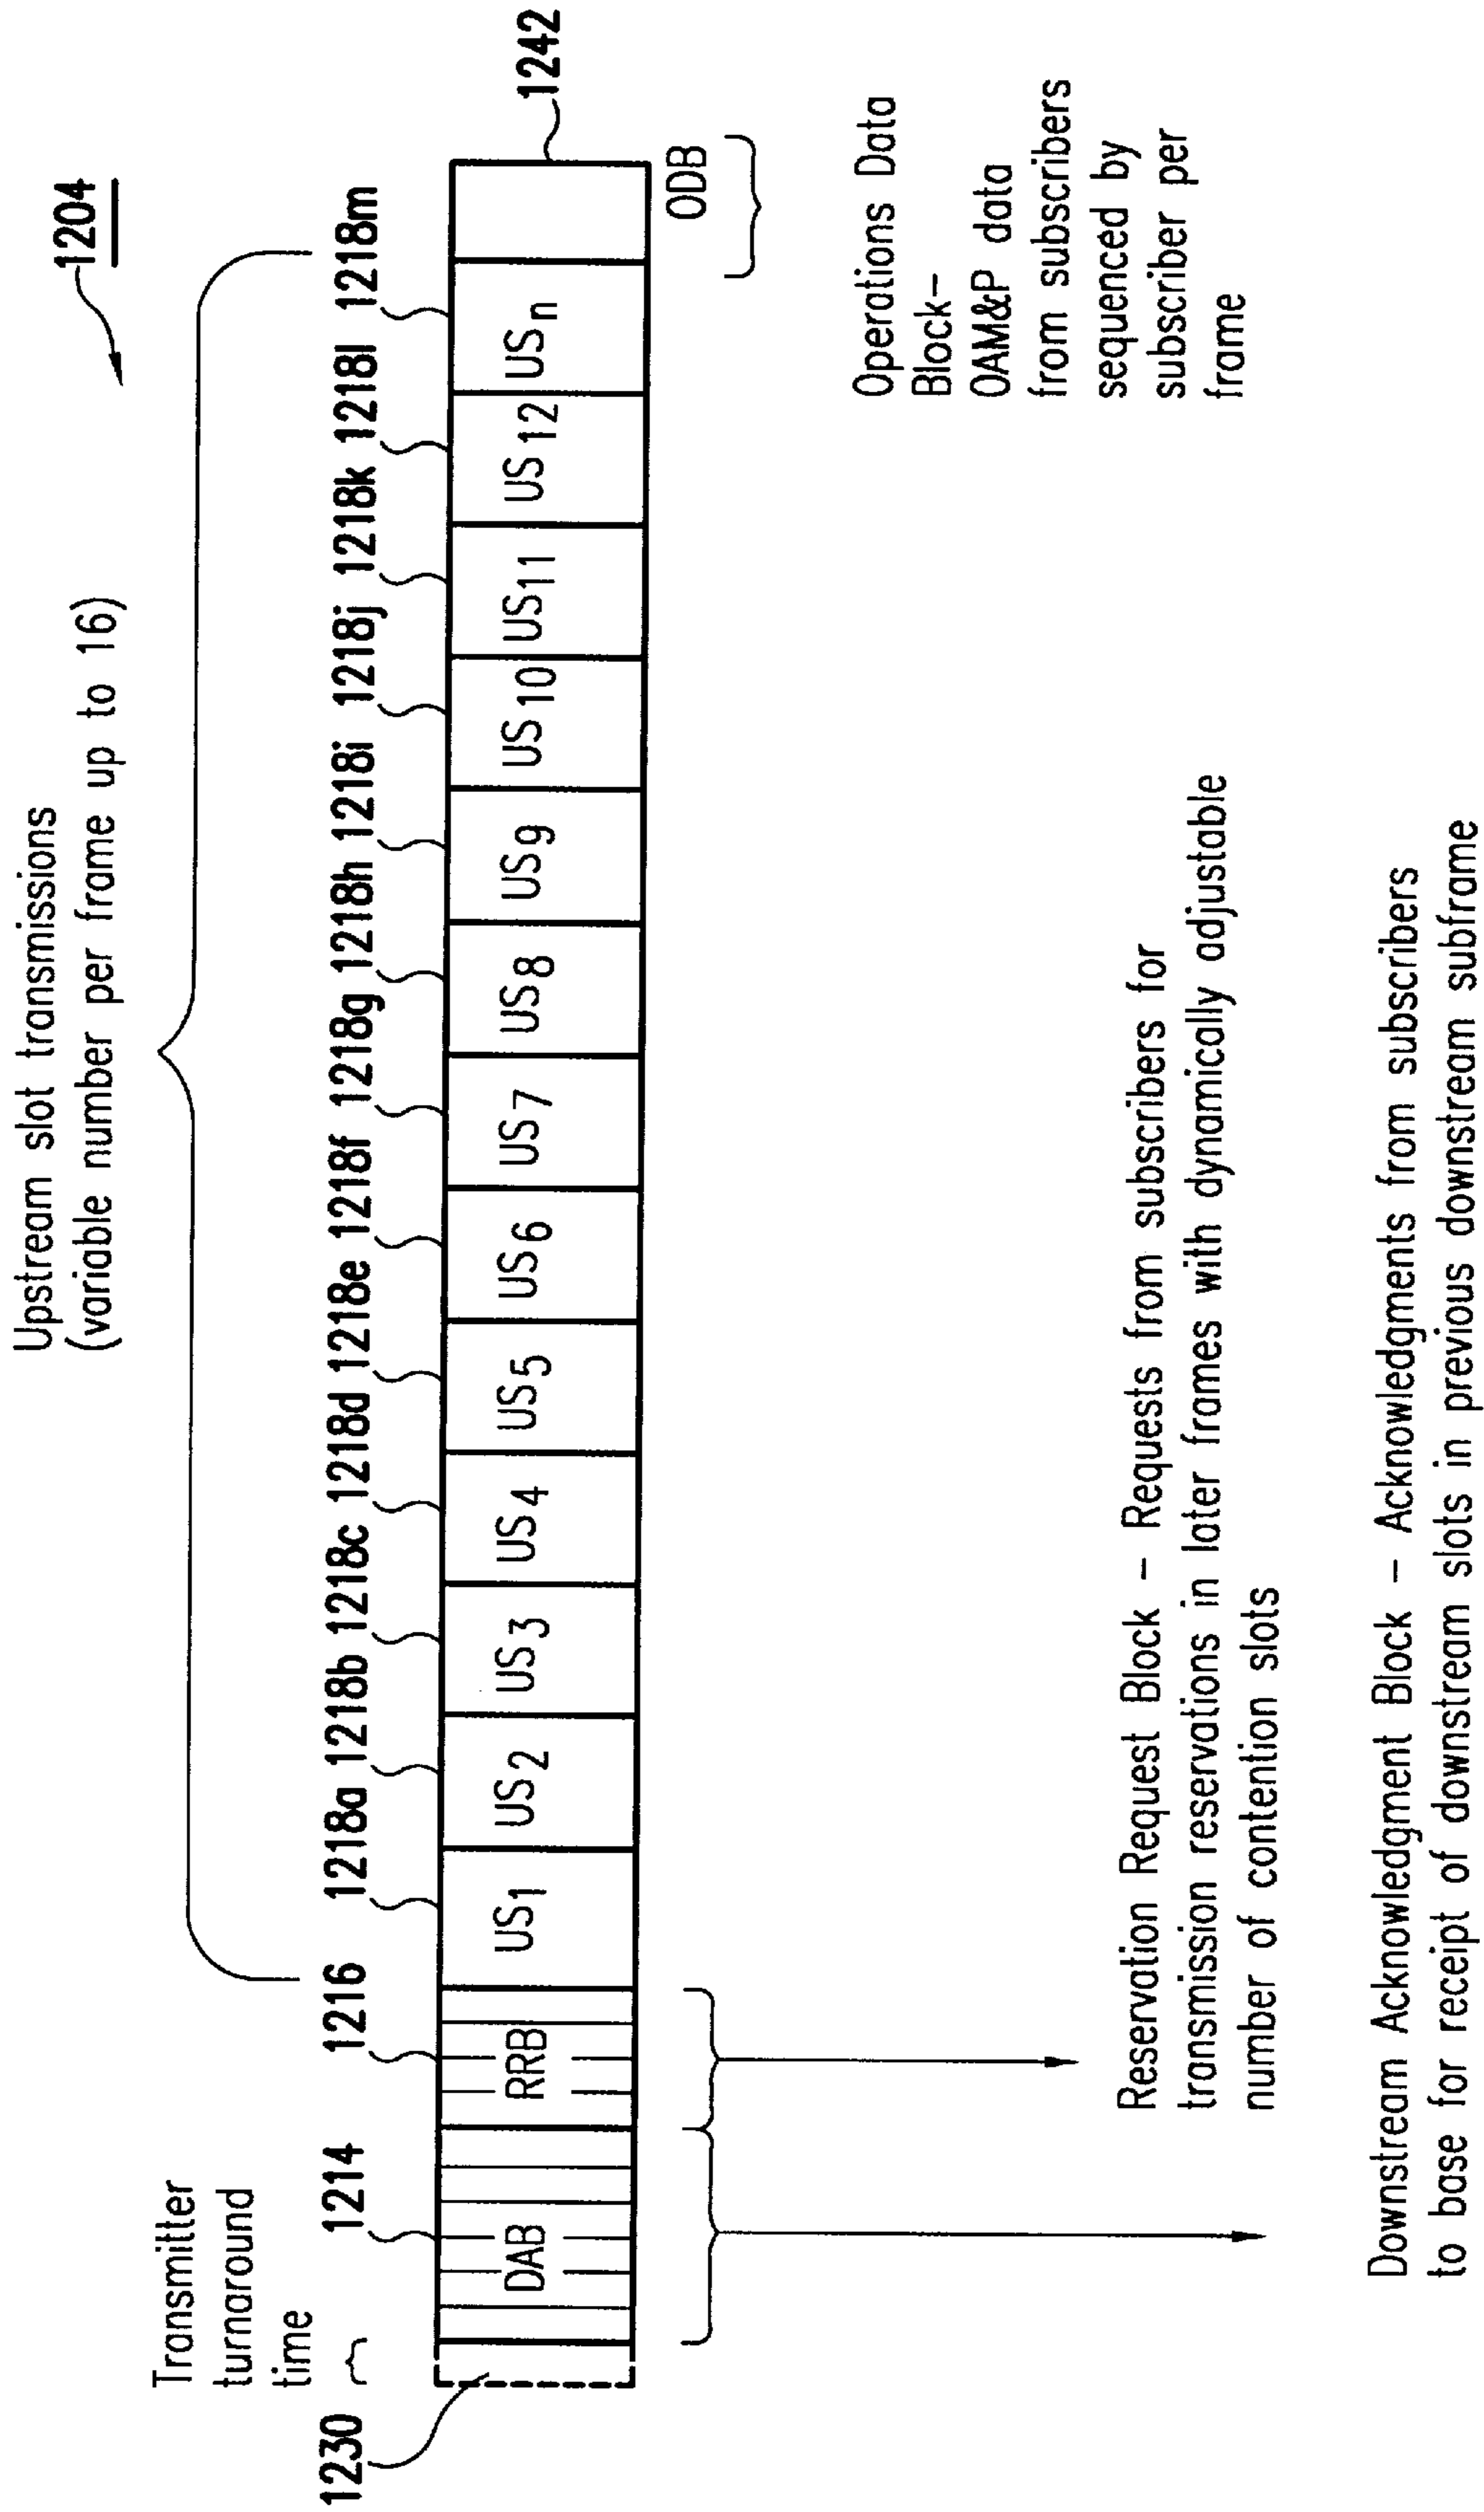 1204
Upstream slot transmissions
(variable number per frame up to 16)
Transmitter
turnaround
time
1230
1214
1216
1218a
1218b
1218c
1218d
1218e
1218f
1218g
1218h
1218i
1218j
1218k
1218l
1218m
1242
DAB
RRB
US1
US2
US3
US4
US5
US6
US7
US8
US9
US10
US11
US12
USn
ODB
Operations Data
Block-
OAM&P data
from subscribers
sequenced by
subscriber per
frame
Reservation Request Block - Requests from subscribers for
transmission reservations in later frames with dynamically adjustable
number of contention slots
Downstream Acknowledgment Block - Acknowledgments from subscribers
to base for receipt of downstream slots in previous downstream subframe